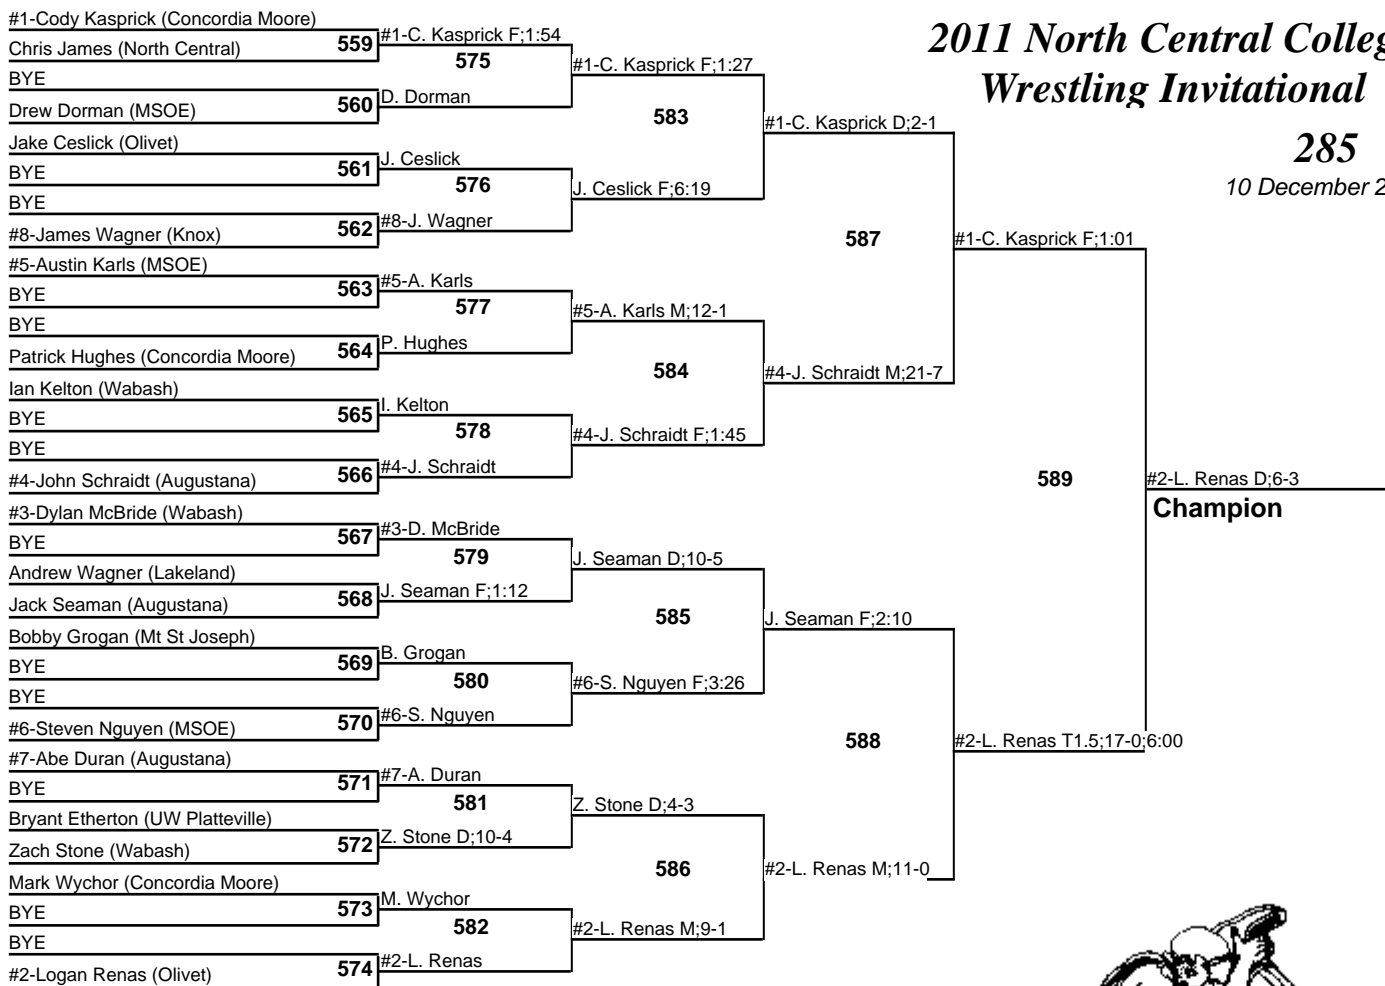 #1-Cody Kasprick (Concordia Moore)
Chris James (North Central)
BYE
Drew Dorman (MSOE)
Jake Ceslick (Olivet)
BYE
BYE
#8-James Wagner (Knox)
#5-Austin Karls (MSOE)
BYE
BYE
Patrick Hughes (Concordia Moore)
Ian Kelton (Wabash)
BYE
BYE
#4-John Schraidt (Augustana)
#3-Dylan McBride (Wabash)
BYE
Andrew Wagner (Lakeland)
Jack Seaman (Augustana)
Bobby Grogan (Mt St Joseph)
BYE
BYE
#6-Steven Nguyen (MSOE)
#7-Abe Duran (Augustana)
BYE
Bryant Etherton (UW Platteville)
Zach Stone (Wabash)
Mark Wychor (Concordia Moore)
BYE
BYE
#2-Logan Renas (Olivet)
559
560
561
562
563
564
565
566
567
568
569
570
571
572
573
574
#1-C. Kasprick F;1:54
575
D. Dorman
J. Ceslick
576
#8-J. Wagner
#5-A. Karls
577
P. Hughes
I. Kelton
578
#4-J. Schraidt
#3-D. McBride
579
J. Seaman F;1:12
B. Grogan
580
#6-S. Nguyen
#7-A. Duran
581
Z. Stone D;10-4
M. Wychor
582
#2-L. Renas
#1-C. Kasprick F;1:27
583
J. Ceslick F;6:19
#5-A. Karls M;12-1
584
#4-J. Schraidt F;1:45
J. Seaman D;10-5
585
#6-S. Nguyen F;3:26
Z. Stone D;4-3
586
#2-L. Renas M;9-1
#1-C. Kasprick D;2-1
587
#4-J. Schraidt M;21-7
J. Seaman F;2:10
588
#2-L. Renas M;11-0
#1-C. Kasprick F;1:01
589
#2-L. Renas T1.5;17-0;6:00
#2-L. Renas D;6-3
Champion
2011 North Central Colleg
Wrestling Invitational
285
10 December 2